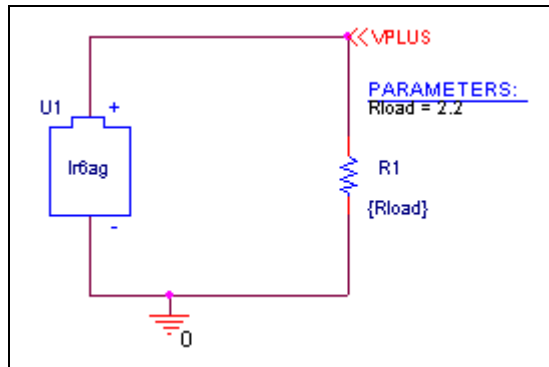 VPLUS
PARAMETERS:
Rload = 2.2
U1
+
lr6ag
R1
{Rload}
-
0